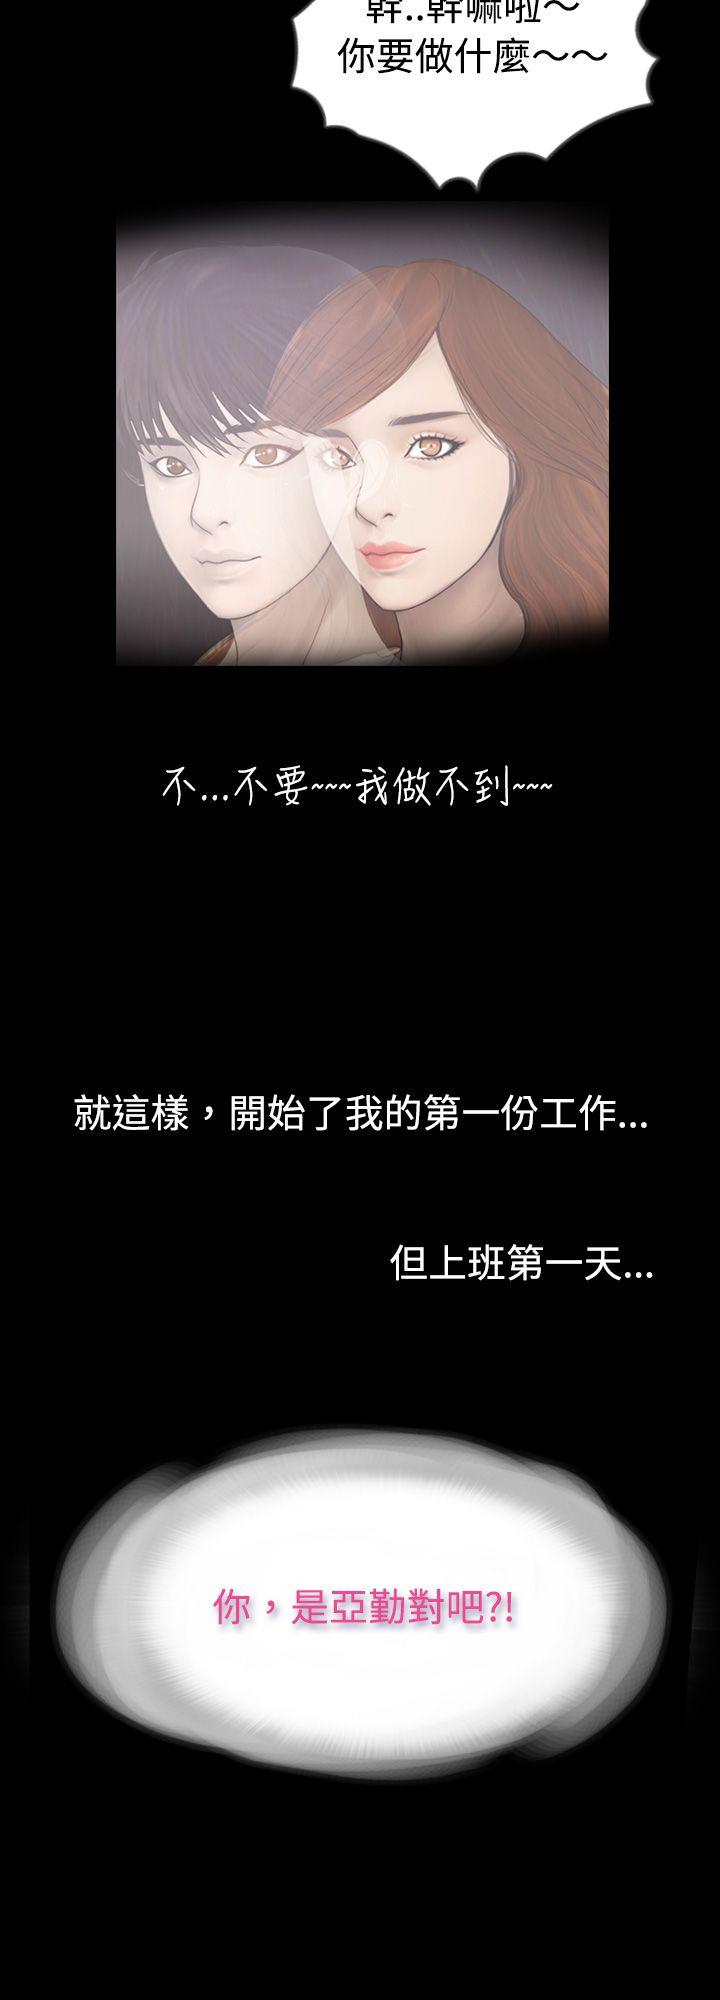 幹..幹嘛啦～
你要做什麼～～
不...不要~~~我做不到~~~
就這樣，開始了我的第一份工作...
但上班第一天...
你，是亞勤對吧?!